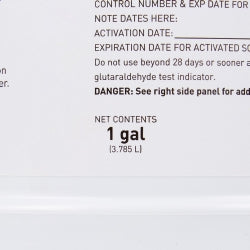 CONTROL NUMBER & EXP DATE FOR
NOTE DATES HERE:
ACTIVATION DATE:
EXPIRATION DATE FOR ACTIVATED
Do not use beyond 28 days or sooner a
glutaraldehyde test indicator.
DANGER: See right side panel for add
NET CONTENTS
1 gal
(3.785 L)